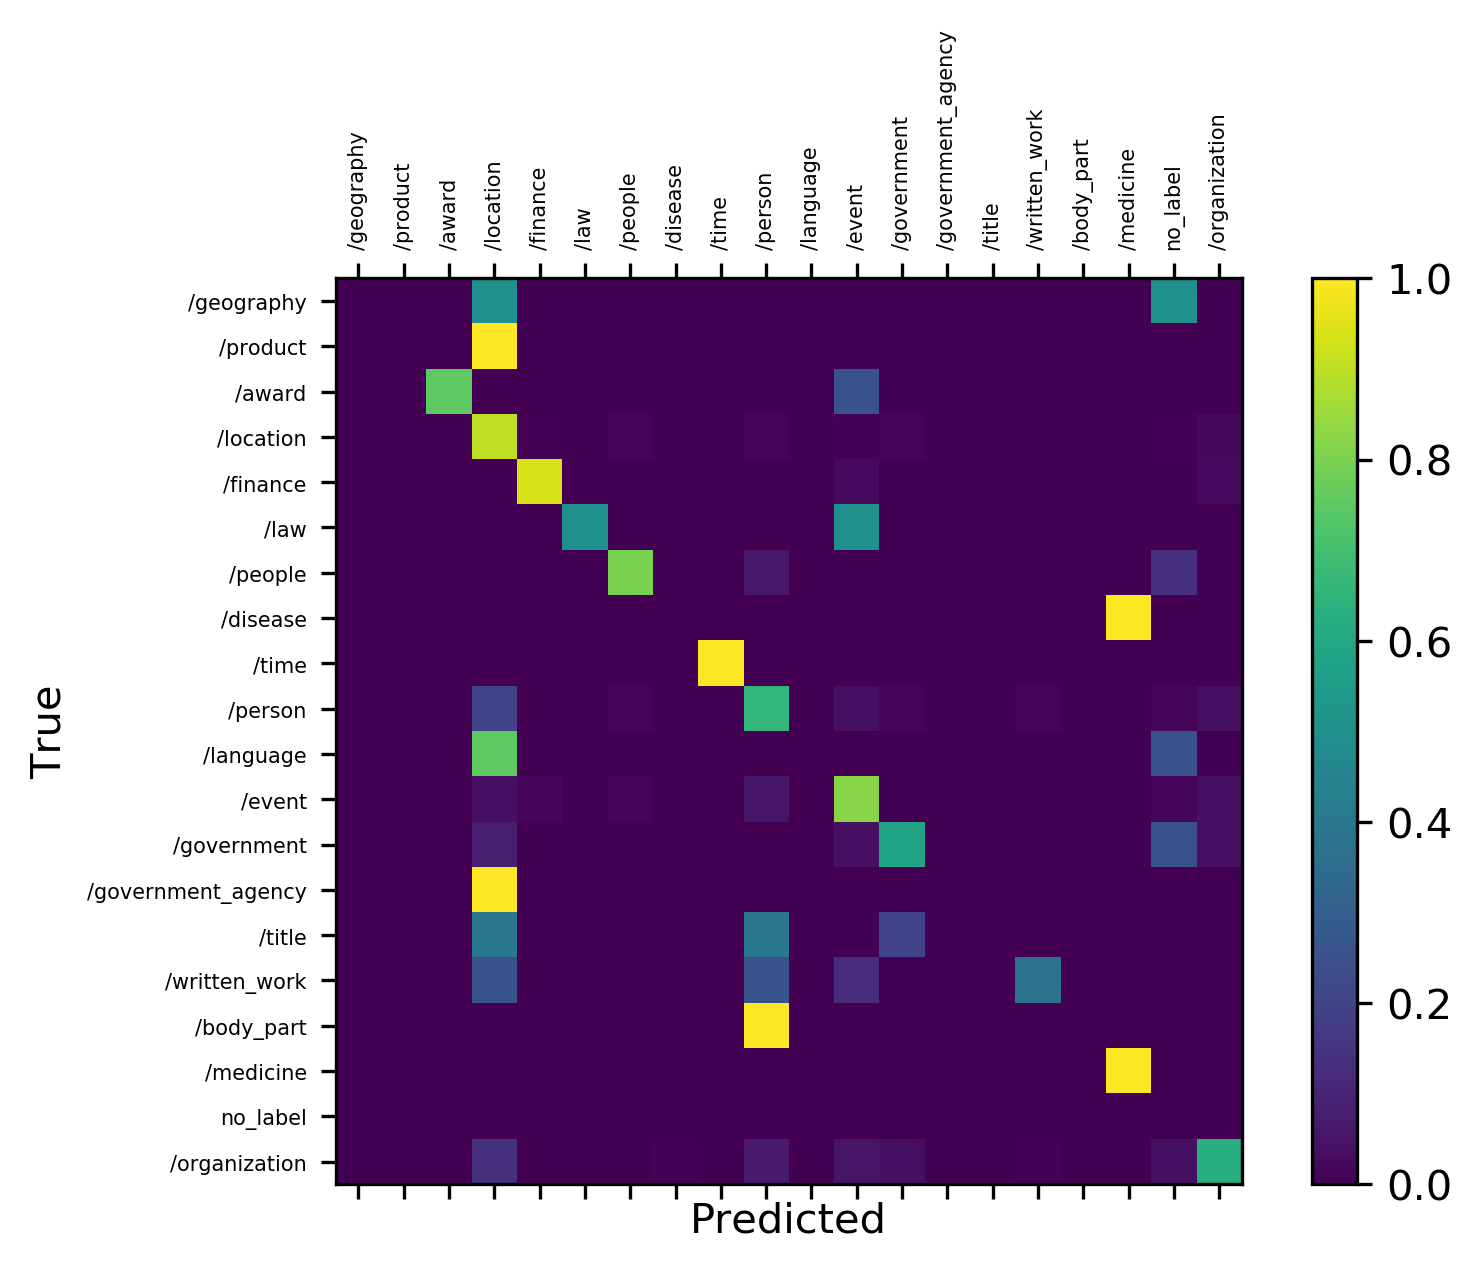 /geography
/product
/award
/location
/finance
/law
/people
/disease
/time
/person
/language
/event
/government
/government_agency
/title
/written_work
/body_part
/medicine
no_label
/organization
True
/geography
/product
/award
/location
/finance
/law
/people
/disease
/time
/person
/language
/event
/government
/government_agency
/title
/written_work
/body_part
/medicine
no_label
/organization
Predicted
1.0
0.8
0.6
0.4
0.2
0.0